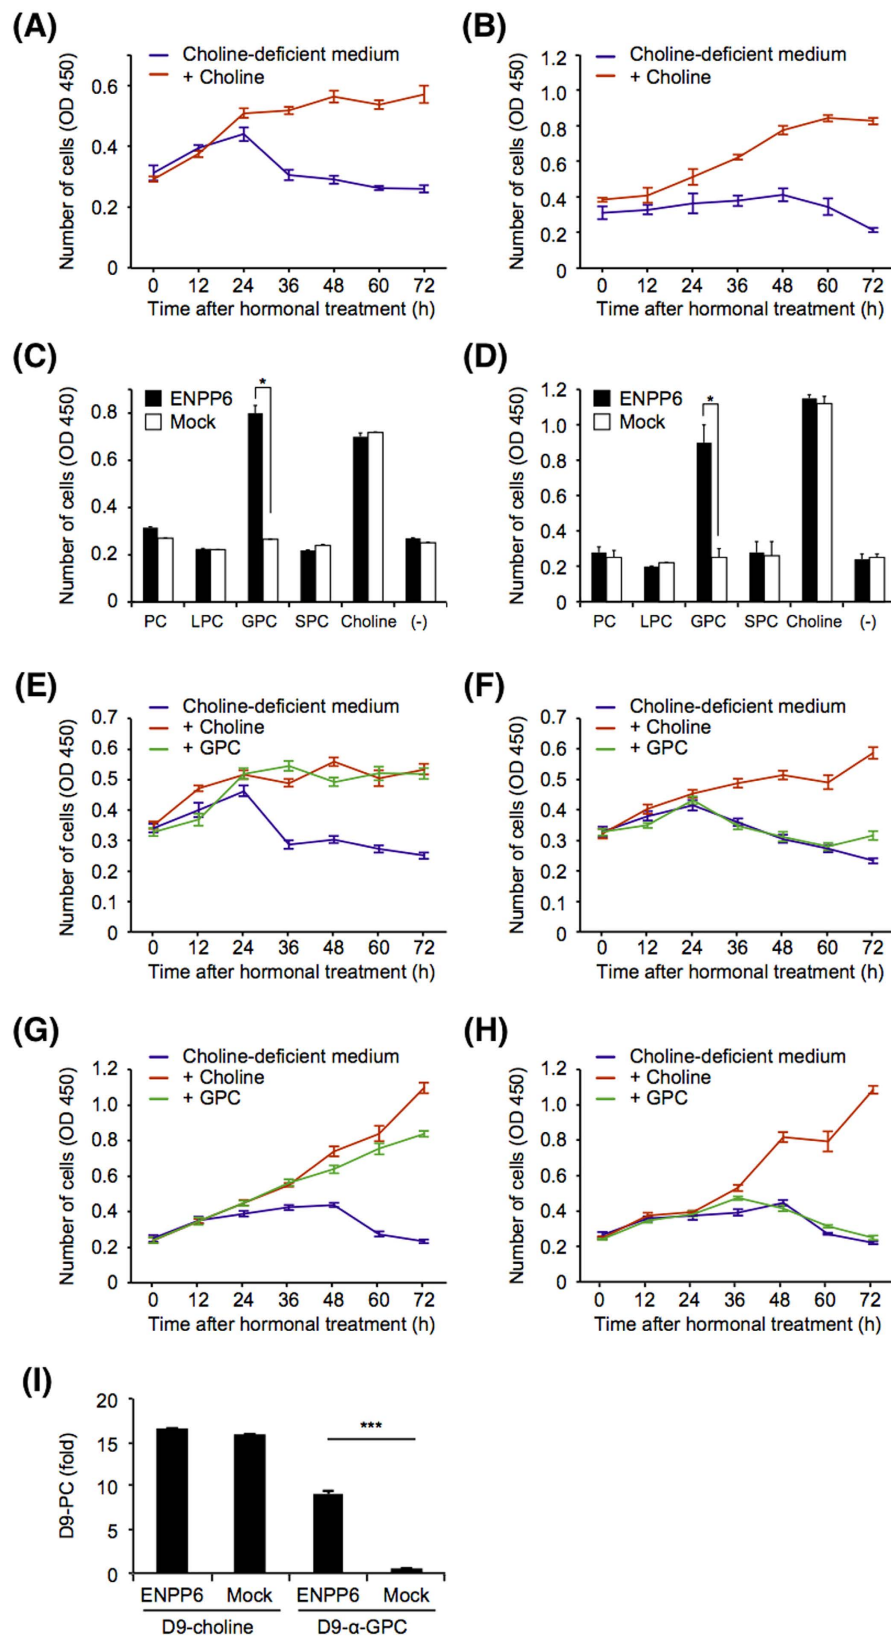 (A)
Choline-deficient medium
+ Choline
Number of cells (OD 450)
0.6
0.4
0.2
0
0 12 24 36 48 60 72
Time after hormonal treatment (h)
(B)
Choline-deficient medium
+ Choline
Number of cells (OD 450)
1.2
1.0
0.8
0.6
0.4
0.2
0
0 12 24 36 48 60 72
Time after hormonal treatment (h)
(C)
ENPP6
Mock
*
Number of cells (OD 450)
0.8
0.6
0.4
0.2
0
PC LPC GPC SPC Choline (-)
(D)
ENPP6
Mock
*
Number of cells (OD 450)
1.2
1.0
0.8
0.6
0.4
0.2
0
PC LPC GPC SPC Choline (-)
(E)
Choline-deficient medium
+ Choline
+ GPC
Number of cells (OD 450)
0.7
0.6
0.5
0.4
0.3
0.2
0.1
0
0 12 24 36 48 60 72
Time after hormonal treatment (h)
(F)
Choline-deficient medium
+ Choline
+ GPC
Number of cells (OD 450)
0.7
0.6
0.5
0.4
0.3
0.2
0.1
0
0 12 24 36 48 60 72
Time after hormonal treatment (h)
(G)
Choline-deficient medium
+ Choline
+ GPC
Number of cells (OD 450)
1.2
1.0
0.8
0.6
0.4
0.2
0
0 12 24 36 48 60 72
Time after hormonal treatment (h)
(H)
Choline-deficient medium
+ Choline
+ GPC
Number of cells (OD 450)
1.2
1.0
0.8
0.6
0.4
0.2
0
0 12 24 36 48 60 72
Time after hormonal treatment (h)
(I)
D9-PC (fold)
20
15
10
5
0
***
ENPP6 Mock ENPP6 Mock
D9-choline D9-α-GPC